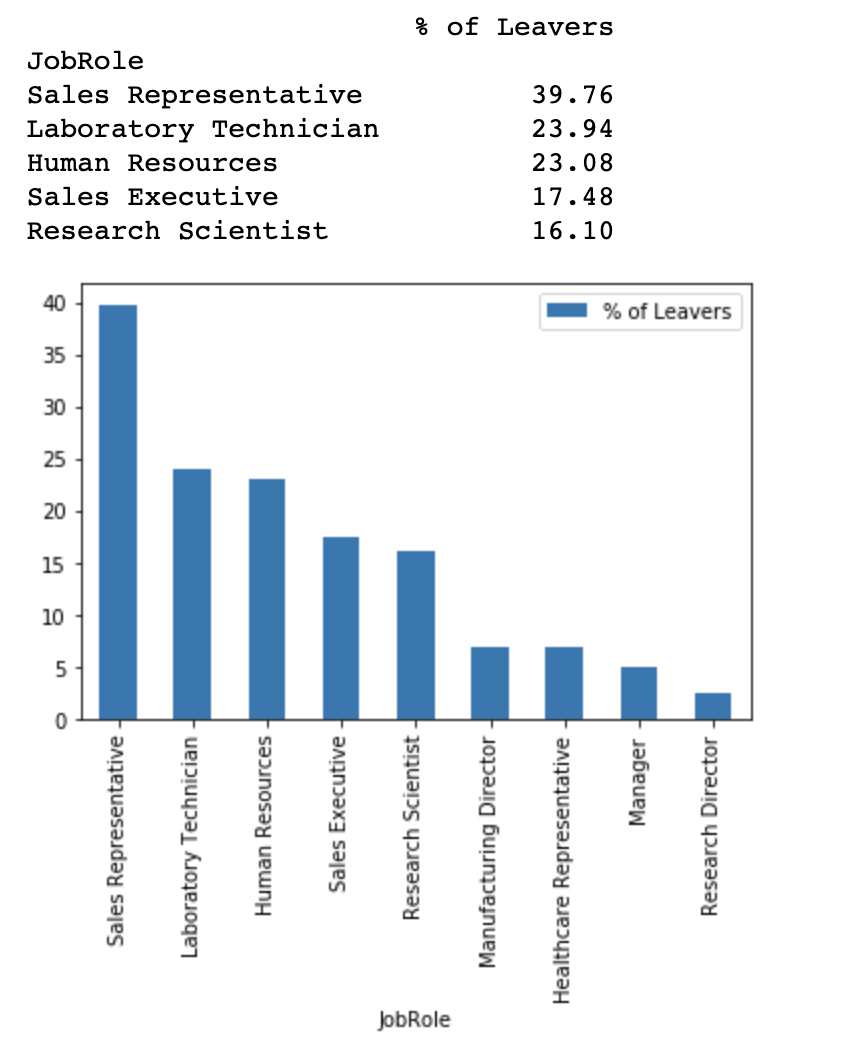 % of Leavers
JobRole
Sales Representative 39.76
Laboratory Technician 23.94
Human Resources 23.08
Sales Executive 17.48
Research Scientist 16.10
% of Leavers
40
35
30
25
20
15
10
5
0
Sales Representative
Laboratory Technician
Human Resources
Sales Executive
Research Scientist
Manufacturing Director
Healthcare Representative
Manager
Research Director
JobRole